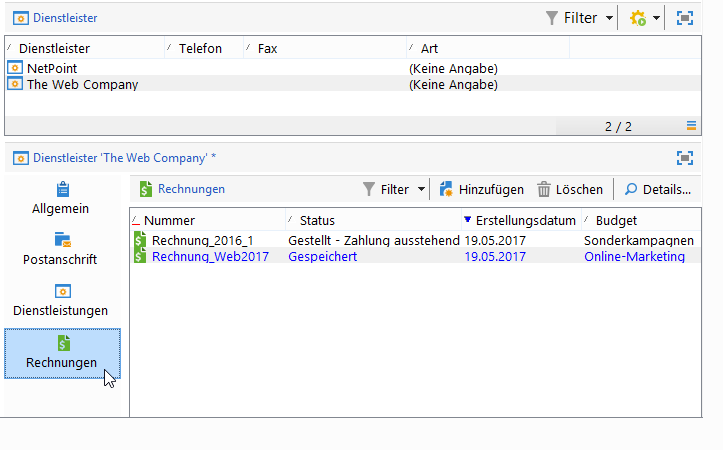 Dienstleister Filter
Dienstleister Telefon Fax Art
NetPoint (Keine Angabe)
The Web Company (Keine Angabe)
2 / 2
Dienstleister 'The Web Company' *
Allgemein
Postanschrift
Dienstleistungen
Rechnungen
Rechnungen Filter Hinzufügen Löschen Details...
Nummer Status Erstellungsdatum Budget
Rechnung_2016_1 Gestellt - Zahlung ausstehend 19.05.2017 Sonderkampagnen
Rechnung_Web2017 Gespeichert 19.05.2017 Online-Marketing